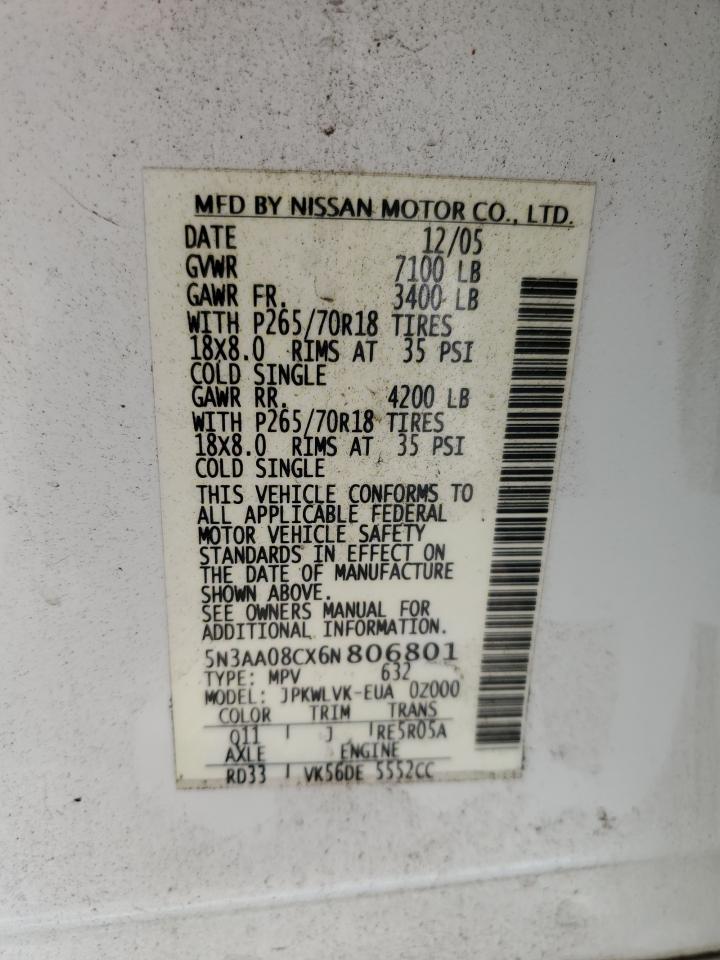 MFD BY NISSAN MOTOR CO., LTD.
DATE 12/05
GVWR 7100 LB
GAWR FR. 3400 LB
WITH P265/70R18 TIRES
18X8.0 RIMS AT 35 PSI
COLD SINGLE
GAWR RR. 4200 LB
WITH P265/70R18 TIRES
18X8.0 RIMS AT 35 PSI
COLD SINGLE
THIS VEHICLE CONFORMS TO
ALL APPLICABLE FEDERAL
MOTOR VEHICLE SAFETY
STANDARDS IN EFFECT ON
THE DATE OF MANUFACTURE
SHOWN ABOVE.
SEE OWNERS MANUAL FOR
ADDITIONAL INFORMATION.
5N3AA08CX6N806801
TYPE: MPV 632
MODEL: JPKWLVK-EUA 0Z000
COLOR TRIM TRANS
Q11 J RE5R05A
AXLE ENGINE
RD33 VK56DE 5552CC